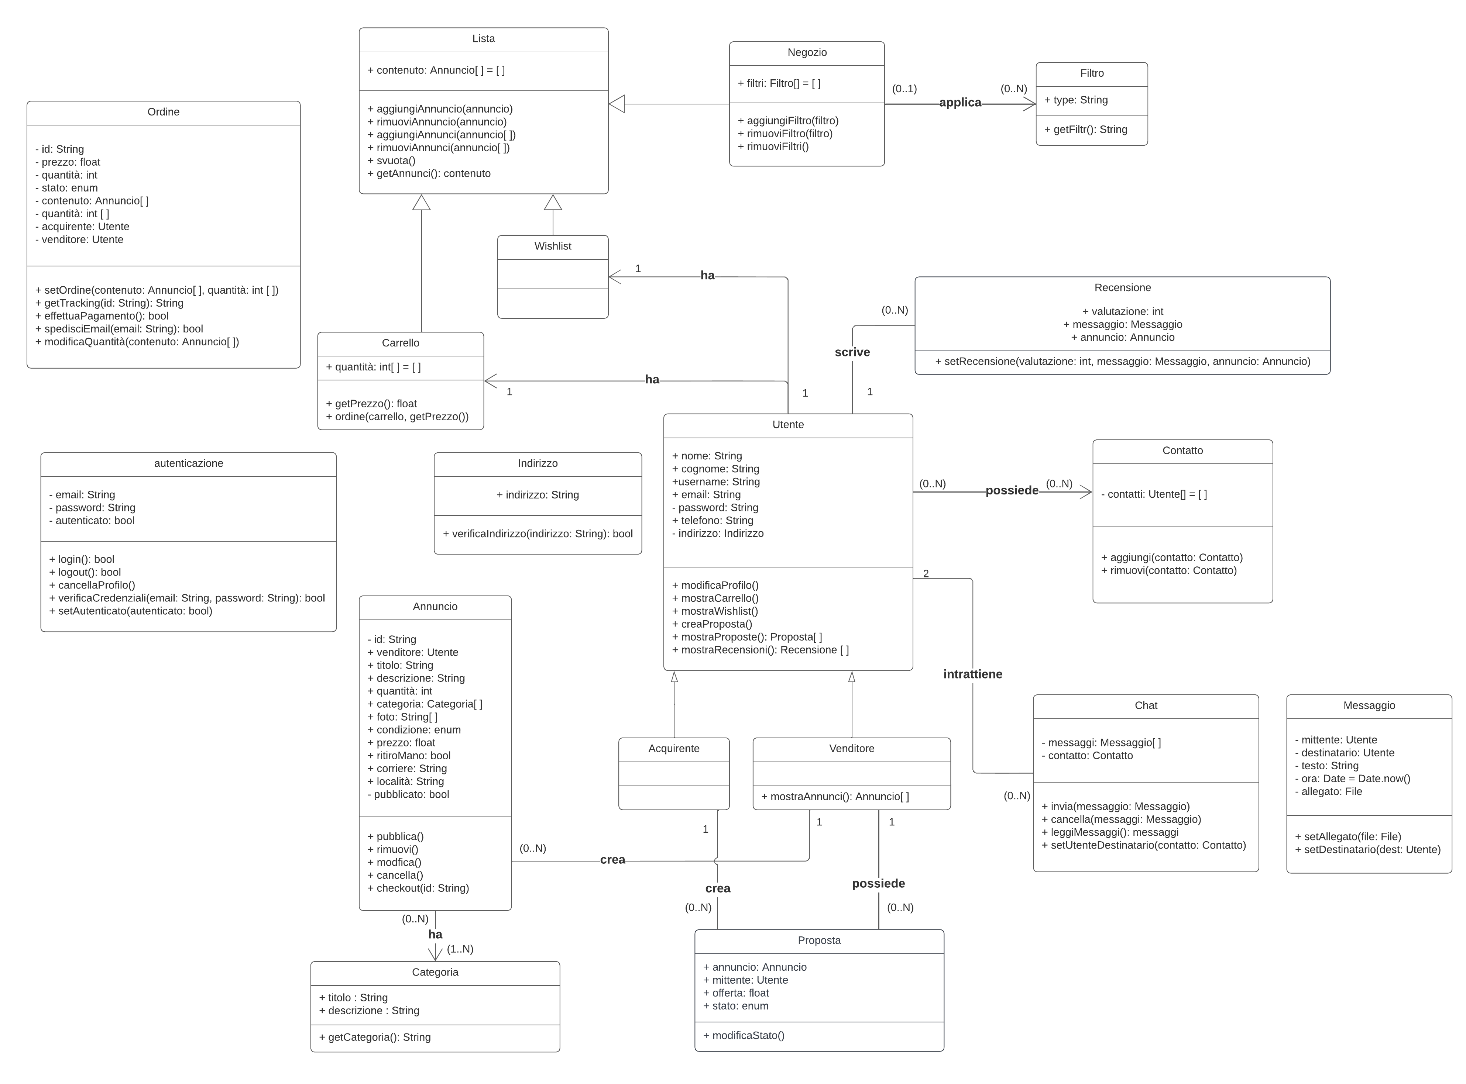 Lista
+ contenuto: Annuncio[ ] = [ ]
+ aggiungiAnnuncio(annuncio)
+ rimuoviAnnuncio(annuncio)
+ aggiungiAnnunci(annuncio[ ])
+ rimuoviAnnunci(annuncio[ ])
+ svuota()
+ getAnnunci(): contenuto
Negozio
+ filtri: Filtro[] = [ ]
+ aggiungiFiltro(filtro)
+ rimuoviFiltro(filtro)
+ rimuoviFiltri()
(0..1)
applica
(0..N)
Filtro
+ type: String
+ getFiltr(): String
Ordine
- id: String
- prezzo: float
- quantità: int
- stato: enum
- contenuto: Annuncio[ ]
- quantità: int [ ]
- acquirente: Utente
- venditore: Utente
+ setOrdine(contenuto: Annuncio[ ], quantità: int [ ])
+ getTracking(id: String): String
+ effettuaPagamento(): bool
+ spedisciEmail(email: String): bool
+ modificaQuantità(contenuto: Annuncio[ ])
Wishlist
1
ha
Carrello
+ quantità: int[ ] = [ ]
+ getPrezzo(): float
+ ordine(carrello, getPrezzo())
1
ha
1
Recensione
+ valutazione: int
+ messaggio: Messaggio
+ annuncio: Annuncio
+ setRecensione(valutazione: int, messaggio: Messaggio, annuncio: Annuncio)
(0..N)
scrive
1
Utente
+ nome: String
+ cognome: String
+username: String
+ email: String
- password: String
+ telefono: String
- indirizzo: Indirizzo
+ modificaProfilo()
+ mostraCarrello()
+ mostraWishlist()
+ creaProposta()
+ mostraProposte(): Proposta[ ]
+ mostraRecensioni(): Recensione [ ]
(0..N)
possiede
(0..N)
Contatto
- contatti: Utente[] = [ ]
+ aggiungi(contatto: Contatto)
+ rimuovi(contatto: Contatto)
autenticazione
- email: String
- password: String
- autenticato: bool
+ login(): bool
+ logout(): bool
+ cancellaProfilo()
+ verificaCredenziali(email: String, password: String): bool
+ setAutenticato(autenticato: bool)
Indirizzo
+ indirizzo: String
+ verificaIndirizzo(indirizzo: String): bool
Annuncio
- id: String
+ venditore: Utente
+ titolo: String
+ descrizione: String
+ quantità: int
+ categoria: Categoria[ ]
+ foto: String[ ]
+ condizione: enum
+ prezzo: float
+ ritiroMano: bool
+ corriere: String
+ località: String
- pubblicato: bool
+ pubblica()
+ rimuovi()
+ modfica()
+ cancella()
+ checkout(id: String)
2
intrattiene
(0..N)
Chat
- messaggi: Messaggio[ ]
- contatto: Contatto
+ invia(messaggio: Messaggio)
+ cancella(messaggi: Messaggio)
+ leggiMessaggi(): messaggi
+ setUtenteDestinatario(contatto: Contatto)
Messaggio
- mittente: Utente
- destinatario: Utente
- testo: String
- ora: Date = Date.now()
- allegato: File
+ setAllegato(file: File)
+ setDestinatario(dest: Utente)
Acquirente
Venditore
+ mostraAnnunci(): Annuncio[ ]
(0..N)
crea
1
1
crea
(0..N)
1
possiede
(0..N)
(0..N)
ha
(1..N)
Categoria
+ titolo : String
+ descrizione : String
+ getCategoria(): String
Proposta
+ annuncio: Annuncio
+ mittente: Utente
+ offerta: float
+ stato: enum
+ modificaStato()